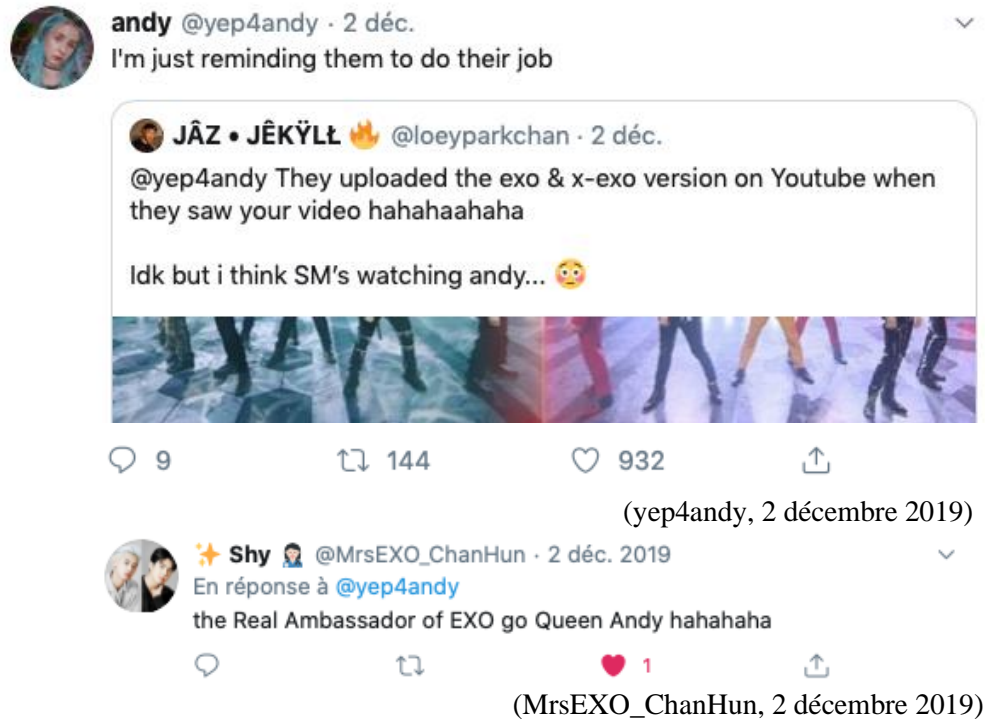 andy @yep4andy · 2 déc.
I'm just reminding them to do their job
JÂZ • JÊKŸLŁ 🔥 @loeyparkchan · 2 déc.
@yep4andy They uploaded the exo & x-exo version on Youtube when
they saw your video hahahaahaha
Idk but i think SM's watching andy... 😳
9 144 932
(yep4andy, 2 décembre 2019)
✨ Shy 🤦🏻‍♀️ @MrsEXO_ChanHun · 2 déc. 2019
En réponse à @yep4andy
the Real Ambassador of EXO go Queen Andy hahahaha
1
(MrsEXO_ChanHun, 2 décembre 2019)